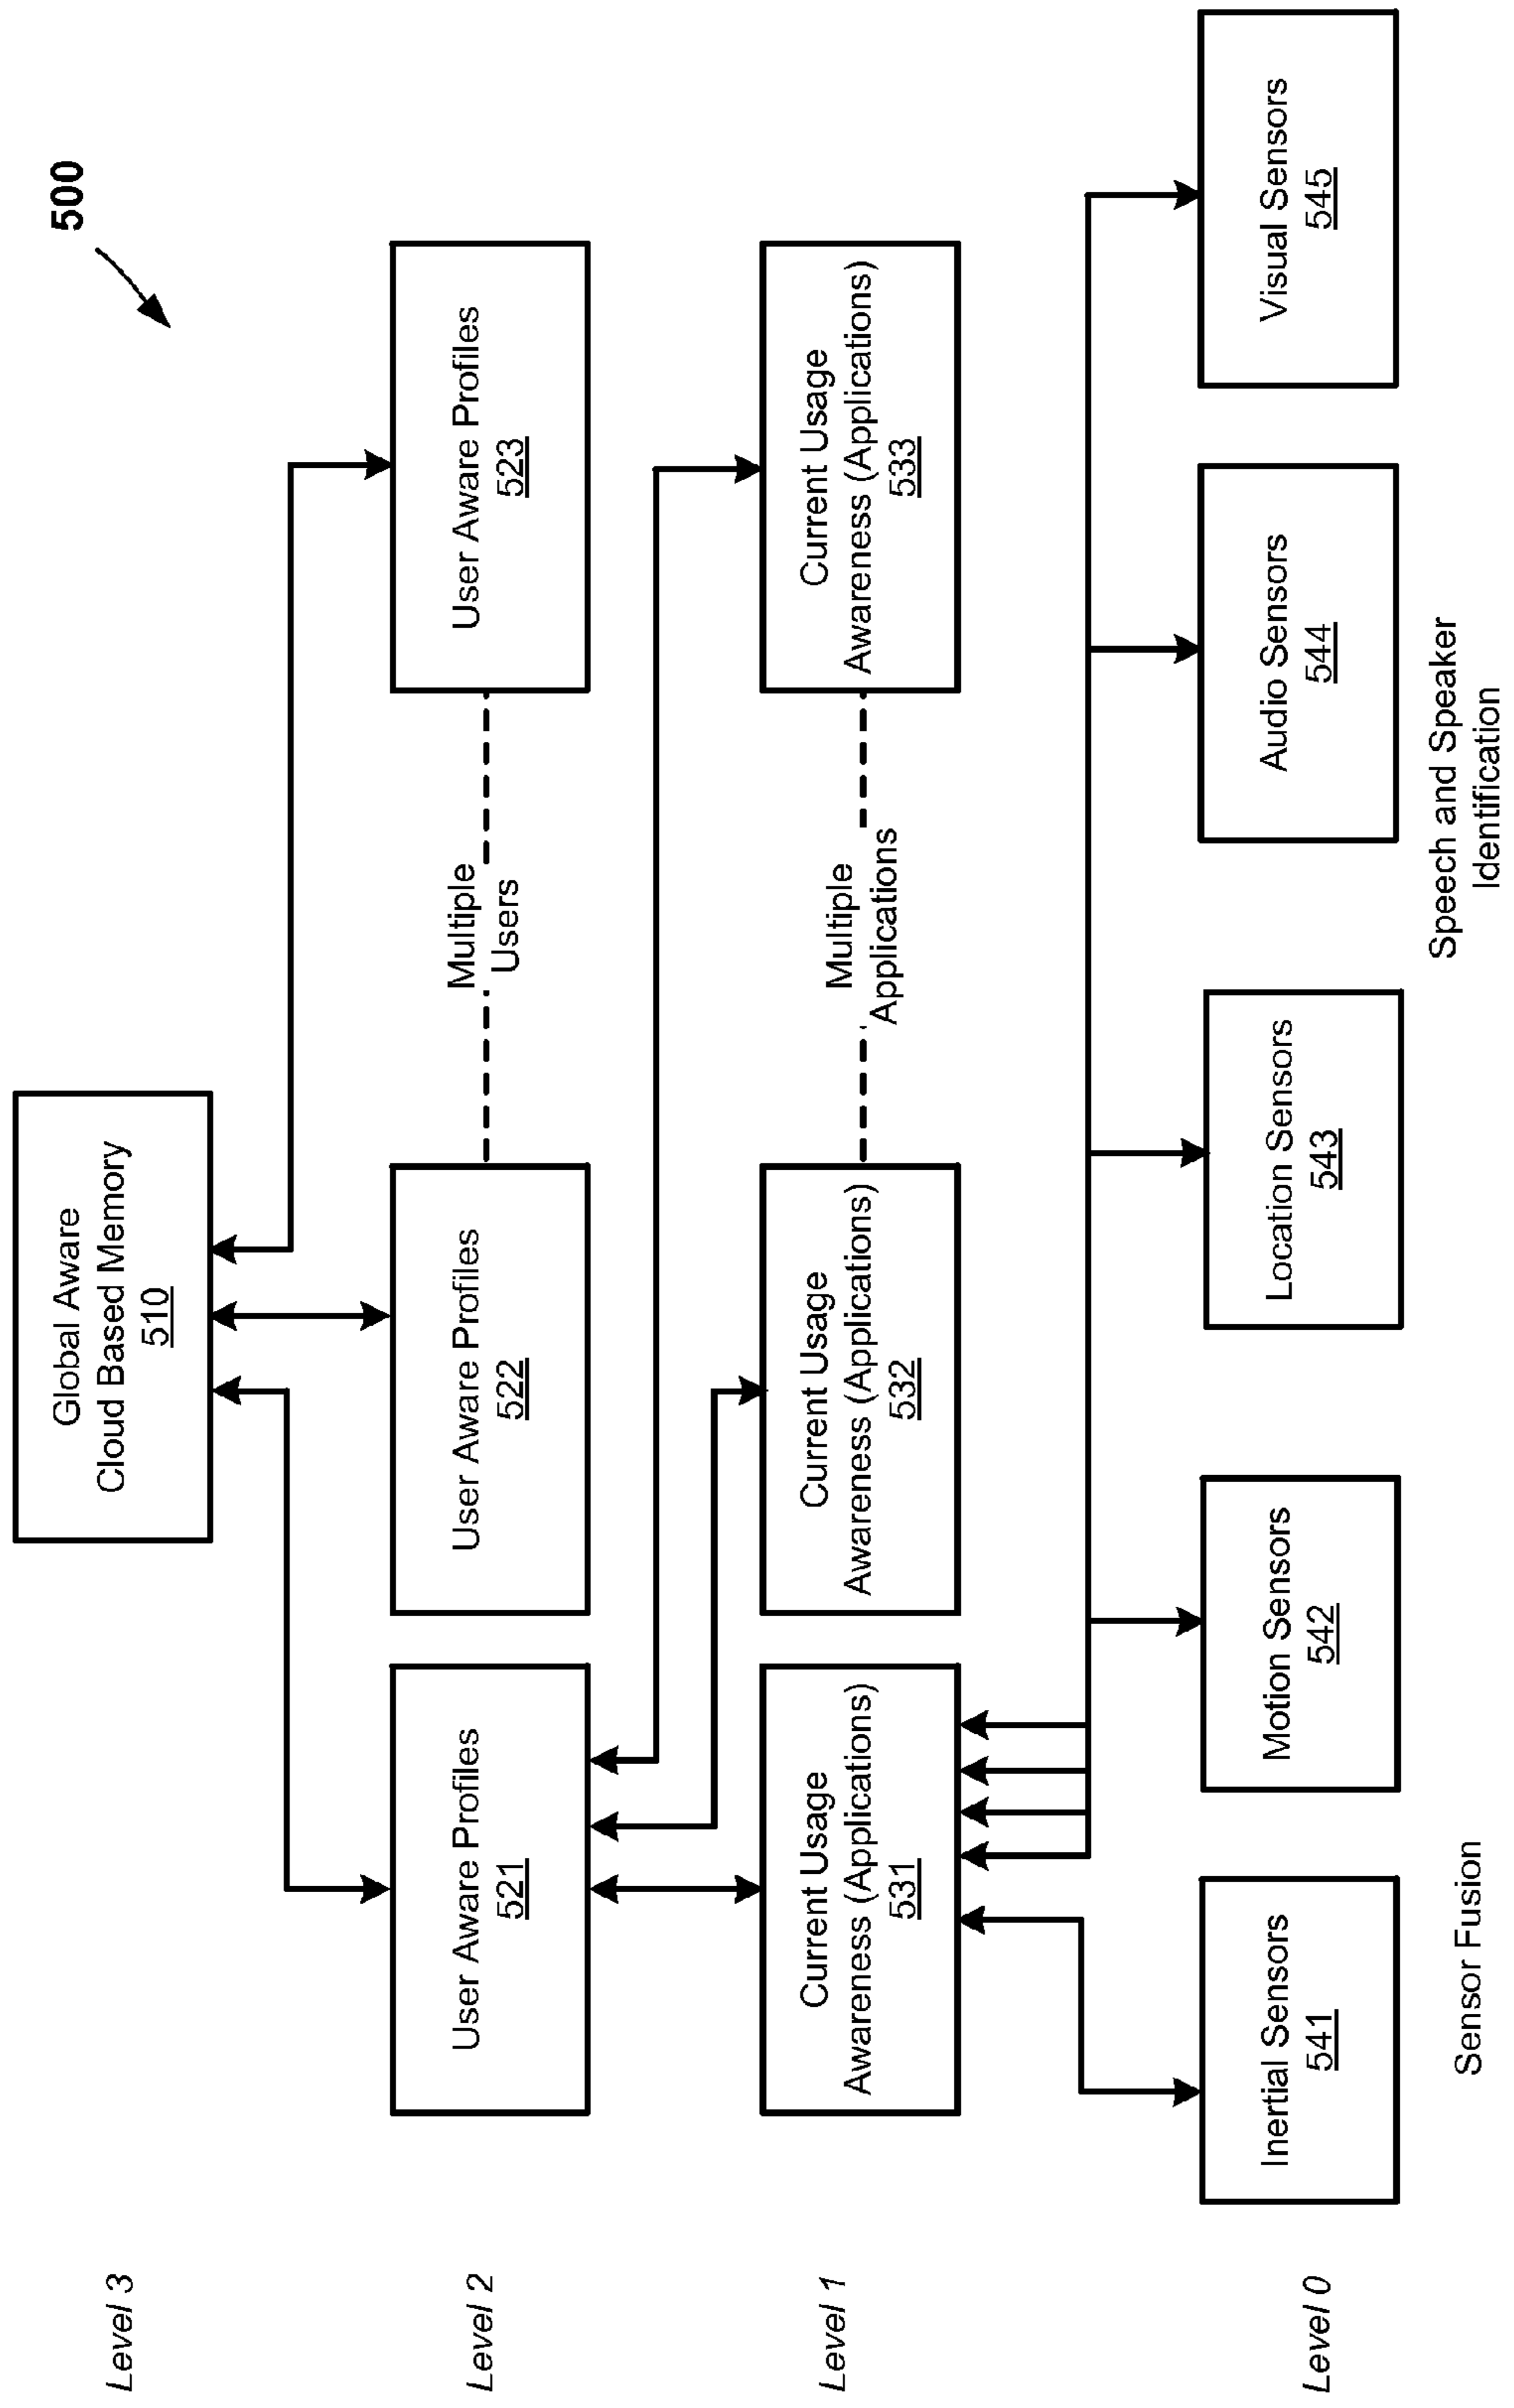 500
Level 3
Global Aware
Cloud Based Memory
510
Level 2
User Aware Profiles
521
User Aware Profiles
522
Multiple
Users
User Aware Profiles
523
Level 1
Current Usage
Awareness (Applications)
531
Current Usage
Awareness (Applications)
532
Multiple
Applications
Current Usage
Awareness (Applications)
533
Level 0
Inertial Sensors
541
Motion Sensors
542
Location Sensors
543
Audio Sensors
544
Visual Sensors
545
Sensor Fusion
Speech and Speaker
Identification